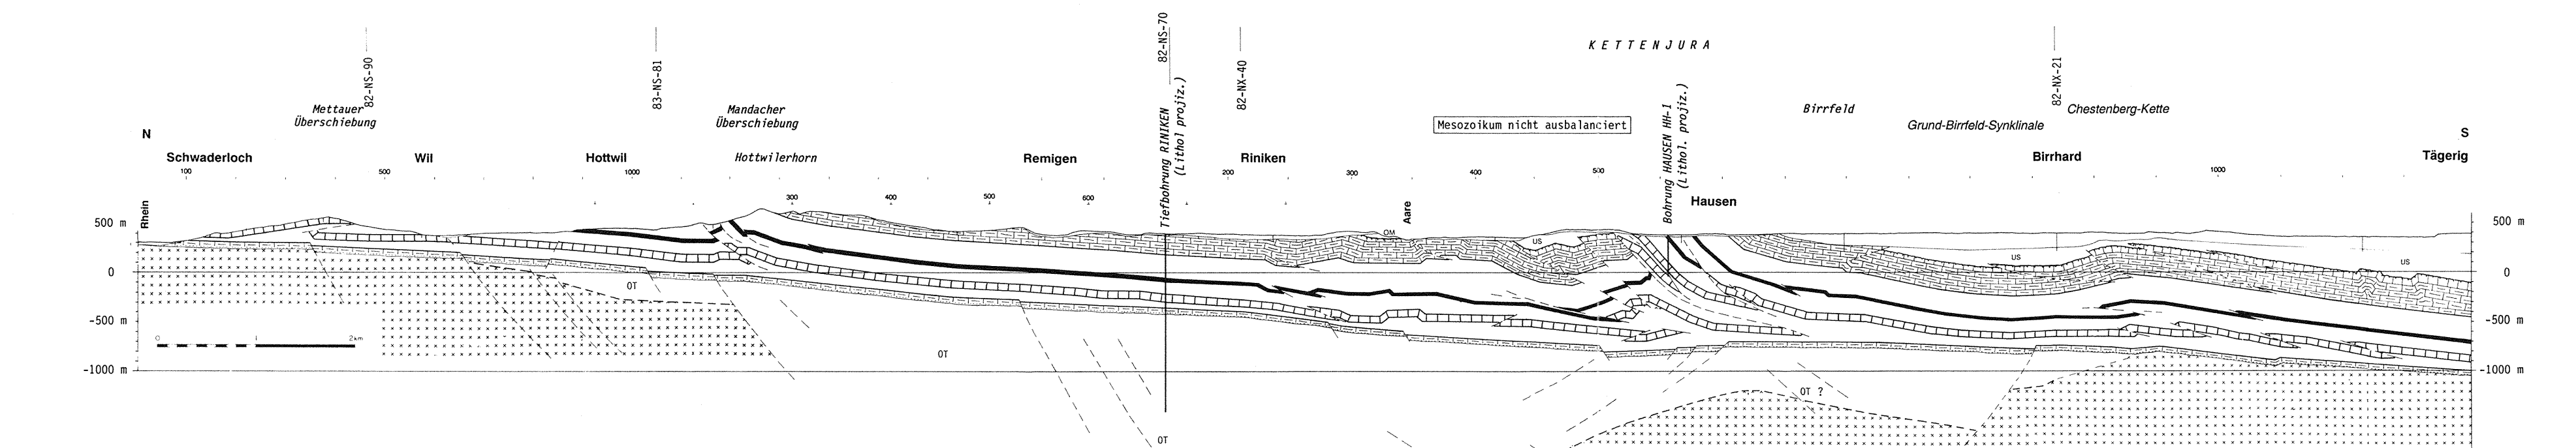 82-NS-90
83-NS-81
82-NS-70
82-NX-40
KETTENJURA
82-NX-21
Mettauer
Überschiebung
Mandacher
Überschiebung
Tiefbohrung RINIKEN
(Lithol projiz.)
Mesozoikum nicht ausbalanciert
Bohrung HAUSEN HH-1
(Lithol. projiz.)
Birrfeld
Chestenberg-Kette
Grund-Birrfeld-Synklinale
N
S
Schwaderloch
Wil
Hottwil
Hottwilerhorn
Remigen
Riniken
Birrhard
Tägerig
100
500
1000
200
300
400
500
1000
300
400
500
600
Rhein
Aare
Hausen
500 m
500 m
OM
US
US
US
0
0
OT
-500 m
-500 m
0
1
2km
OT
-1000 m
-1000 m
OT ?
OT